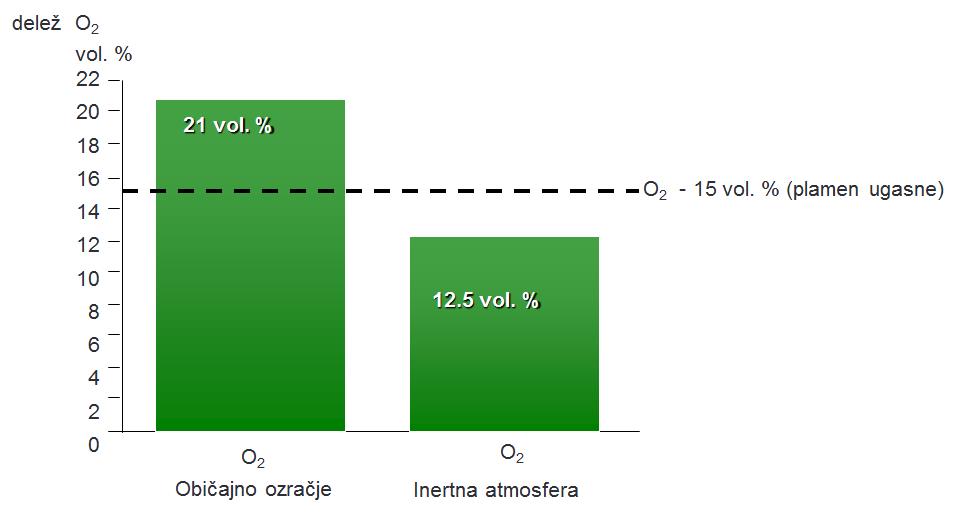 delež O₂
vol. %
22
20
18
16
14
12
10
8
6
4
2
0
21 vol. %
O₂ - 15 vol. % (plamen ugasne)
12.5 vol. %
O₂
Običajno ozračje
O₂
Inertna atmosfera